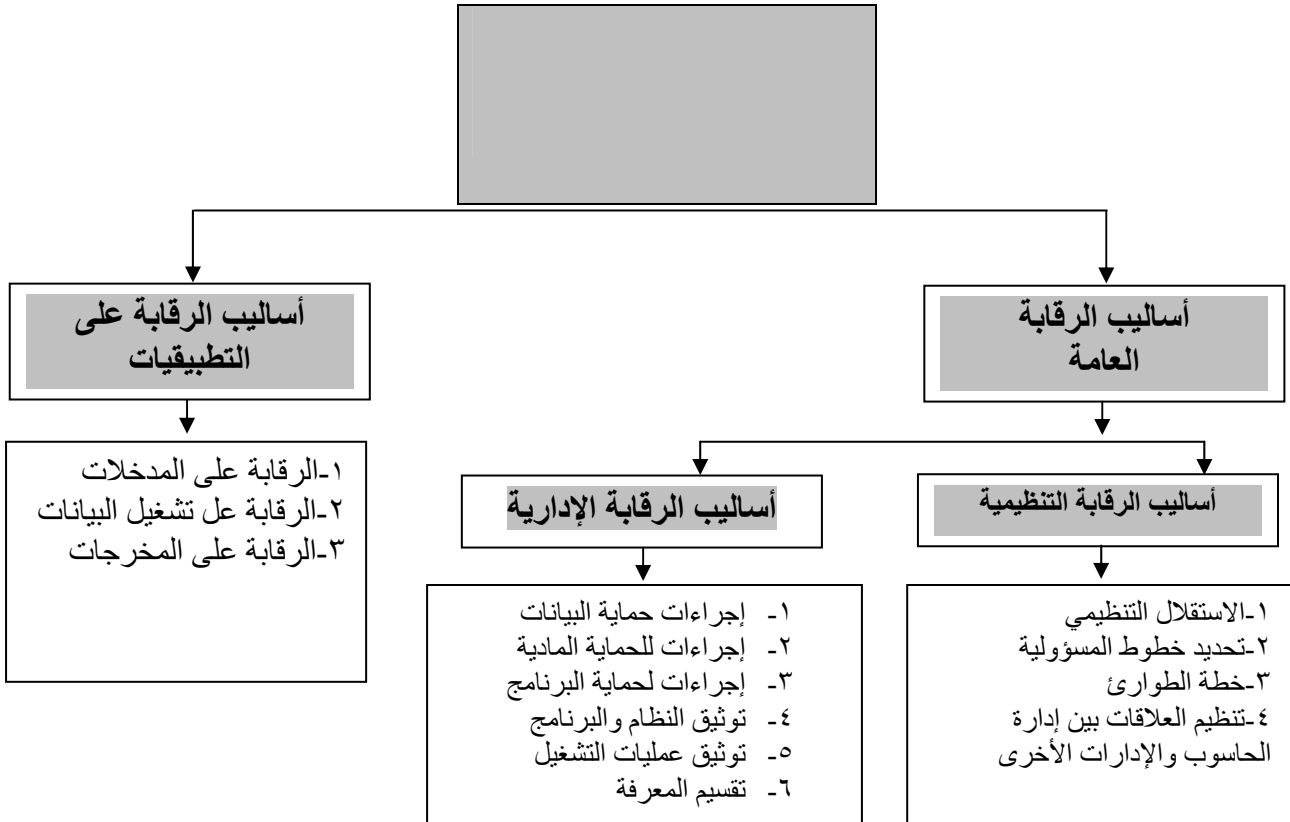 أساليب الرقابة
العامة
أساليب الرقابة على
التطبيقيات
أساليب الرقابة التنظيمية
أساليب الرقابة الإدارية
١-الاستقلال التنظيمي
٢-تحديد خطوط المسؤولية
٣-خطة الطوارئ
٤-تنظيم العلاقات بين إدارة
الحاسوب والإدارات الأخرى
١- إجراءات حماية البيانات
٢- إجراءات للحماية المادية
٣- إجراءات لحماية البرنامج
٤- توثيق النظام والبرنامج
٥- توثيق عمليات التشغيل
٦- تقسيم المعرفة
١-الرقابة على المدخلات
٢-الرقابة عل تشغيل البيانات
٣-الرقابة على المخرجات